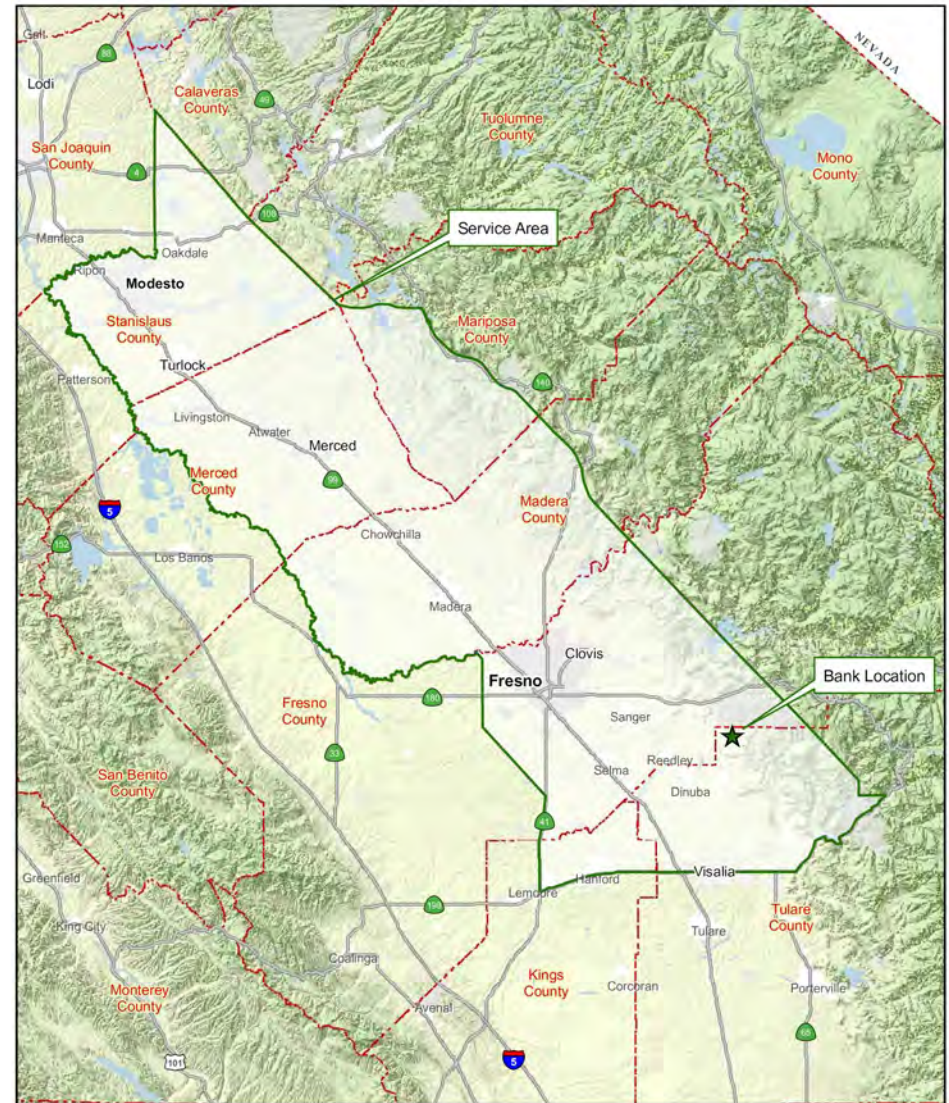 NEVADA
Galt
88
Lodi
Calaveras
County
49
Tuolumne
County
San Joaquin
County
4
Mono
County
108
Service Area
Manteca
Oakdale
Ripon
Modesto
Mariposa
County
Stanislaus
County
Turlock
Patterson
140
Livingston
Atwater
Merced
Merced
County
99
Madera
County
5
Chowchilla
152
Los Banos
Madera
Clovis
Fresno
Bank Location
Fresno
County
180
Sanger
33
Reedley
Selma
San Benito
County
Dinuba
41
Greenfield
Visalia
Hanford
Lemoore
198
King City
Tulare
County
Tulare
Coalinga
Kings
County
Monterey
County
Corcoran
Porterville
Avenal
65
5
101